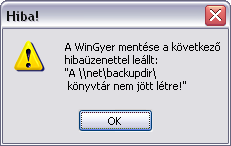 Hiba!
A WinGyer mentése a következő
hibaüzenettel leállt:
"A \\net\backupdir\
könyvtár nem jött létre!"
OK